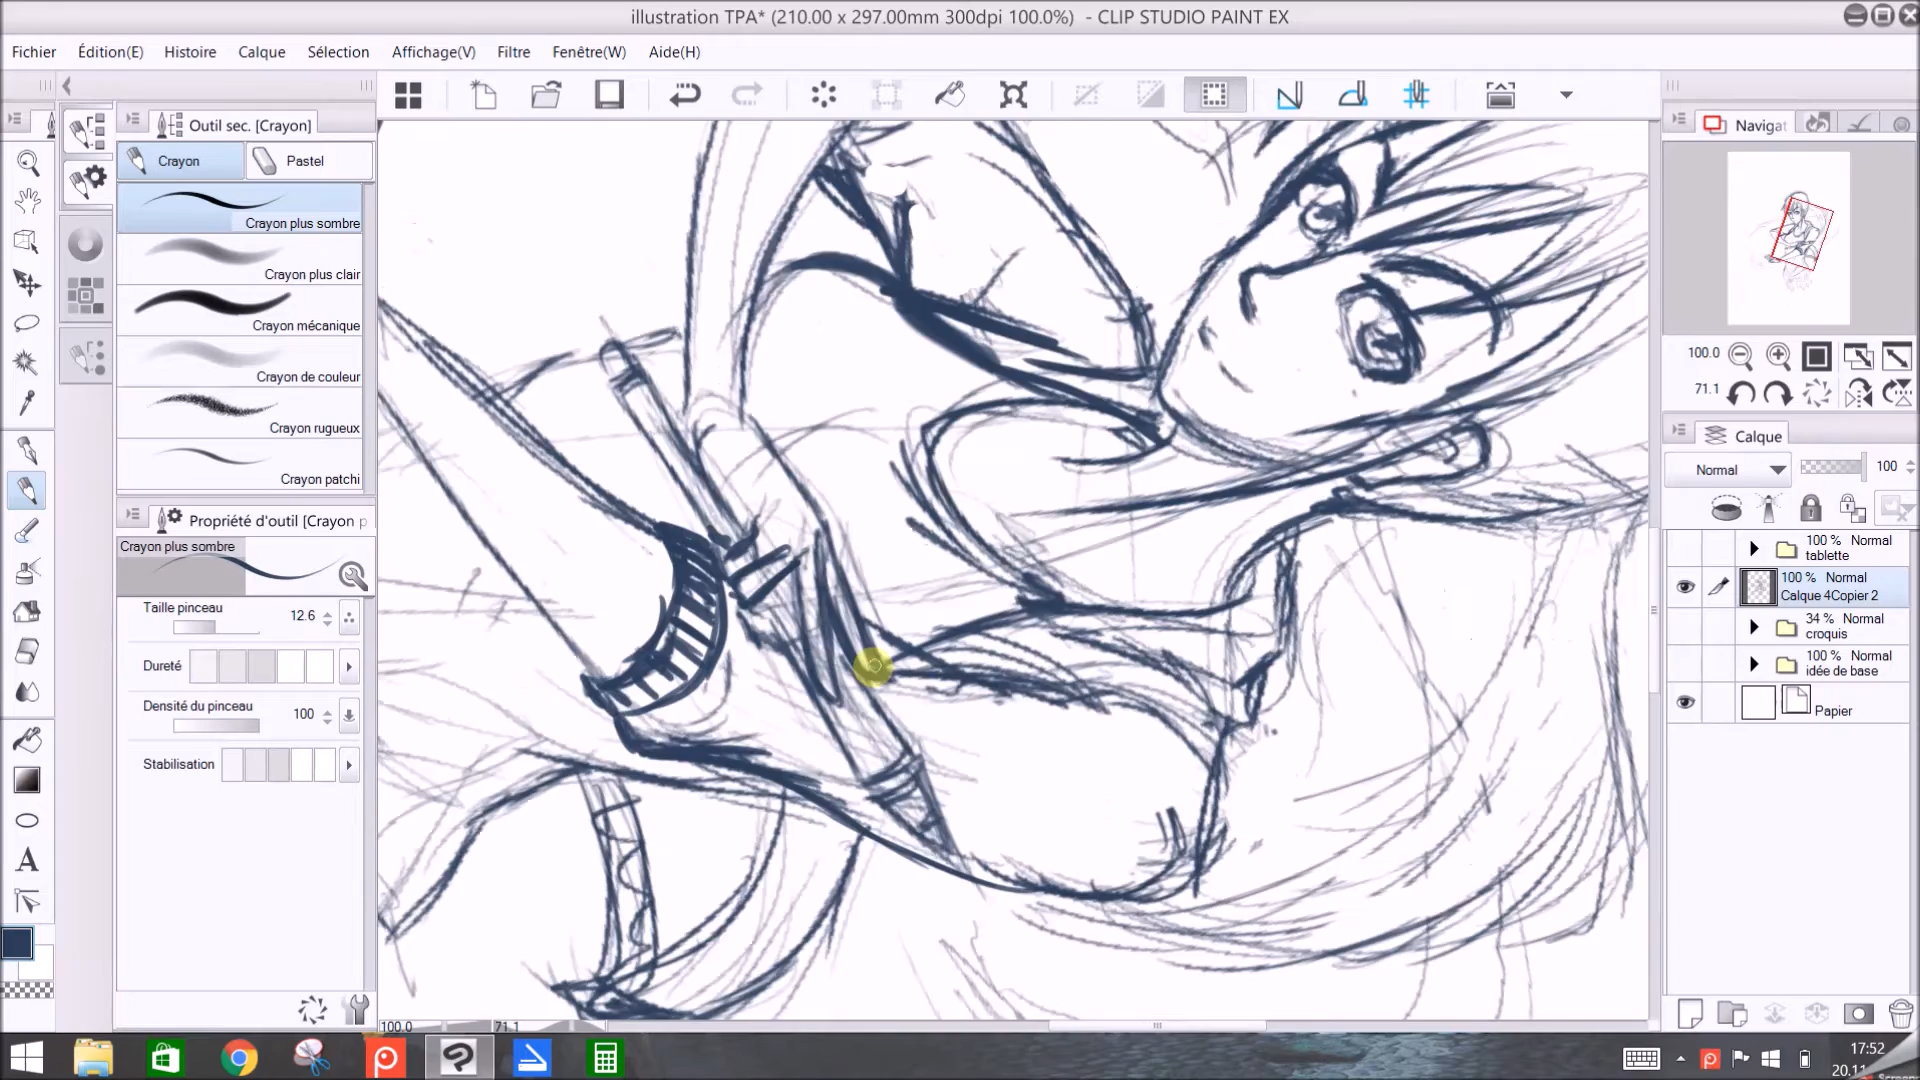 illustration TPA* (210.00 x 297.00mm 300dpi 100.0%)  - CLIP STUDIO PAINT EX
Fichier Édition(E) Histoire Calque Sélection Affichage(V) Filtre Fenêtre(W) Aide(H)
Outil sec. [Crayon]
Crayon Pastel
Crayon plus sombre
Crayon plus clair
Crayon mécanique
Crayon de couleur
Crayon rugueux
Crayon patchi
Propriété d'outil [Crayon p
Crayon plus sombre
Taille pinceau 12.6
Dureté
Densité du pinceau 100
Stabilisation
100.0 71.1
Navigat
100.0
71.1
Calque
Normal 100
100 % Normal
tablette
100 % Normal
Calque 4Copier 2
34 % Normal
croquis
100 % Normal
idée de base
Papier
17:52
20.11